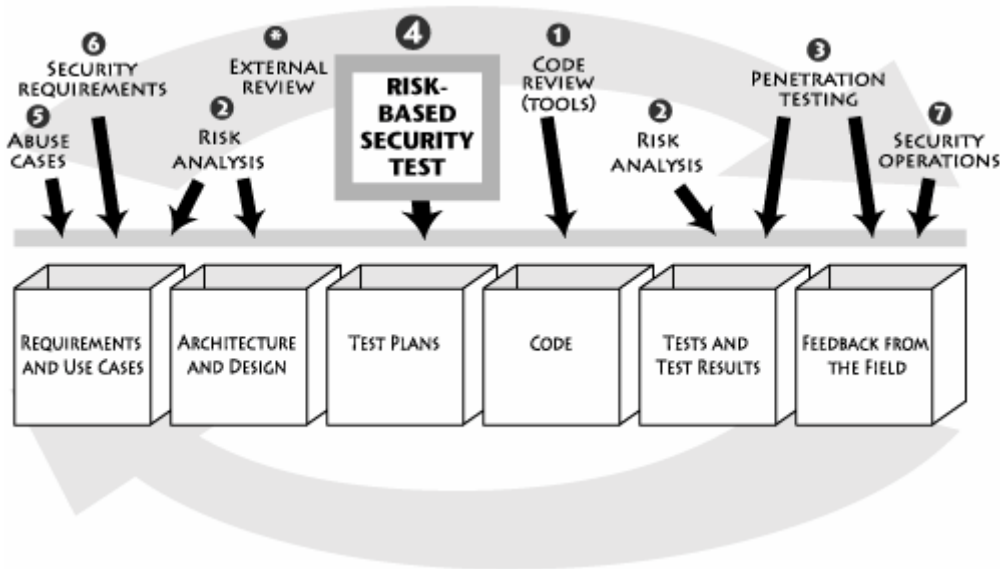 6
SECURITY
REQUIREMENTS
5
ABUSE
CASES
2
RISK
ANALYSIS
*
EXTERNAL
REVIEW
4
RISK-
BASED
SECURITY
TEST
1
CODE
REVIEW
(TOOLS)
2
RISK
ANALYSIS
3
PENETRATION
TESTING
7
SECURITY
OPERATIONS
REQUIREMENTS
AND USE CASES
ARCHITECTURE
AND DESIGN
TEST PLANS
CODE
TESTS AND
TEST RESULTS
FEEDBACK FROM
THE FIELD